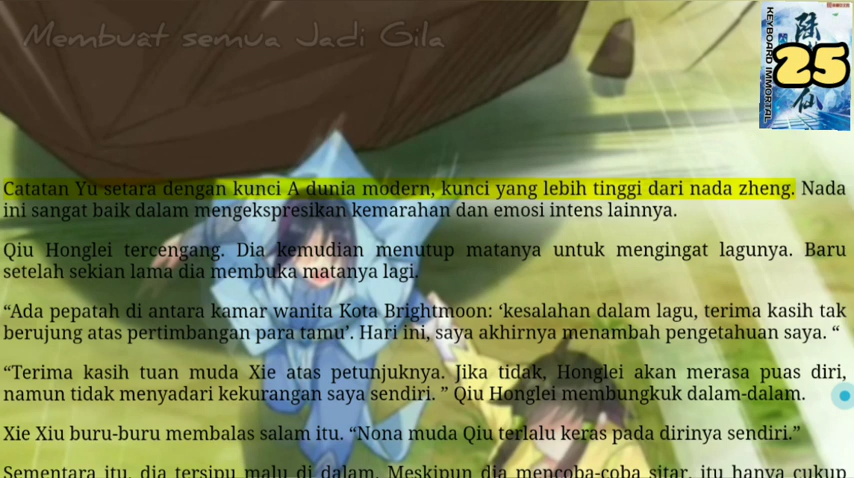 Membuat semua Jadi Gila
KEYBOARD IMMORTAL
25
Catatan Yu setara dengan kunci A dunia modern, kunci yang lebih tinggi dari nada zheng. Nada
ini sangat baik dalam mengekspresikan kemarahan dan emosi intens lainnya.
Qiu Honglei tercengang. Dia kemudian menutup matanya untuk mengingat lagunya. Baru
setelah sekian lama dia membuka matanya lagi.
“Ada pepatah di antara kamar wanita Kota Brightmoon: ‘kesalahan dalam lagu, terima kasih tak
berujung atas pertimbangan para tamu’. Hari ini, saya akhirnya menambah pengetahuan saya. “
“Terima kasih tuan muda Xie atas petunjuknya. Jika tidak, Honglei akan merasa puas diri,
namun tidak menyadari kekurangan saya sendiri. ” Qiu Honglei membungkuk dalam-dalam.
Xie Xiu buru-buru membalas salam itu. “Nona muda Qiu terlalu keras pada dirinya sendiri.”
Sementara itu, dia tersipu malu di dalam. Meskipun dia mencoba-coba sitar, itu hanya cukup